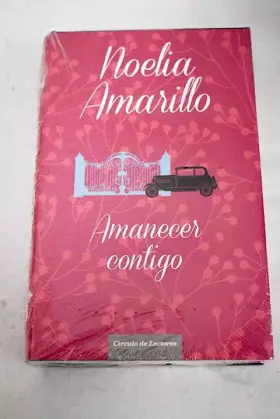 Noelia
Amarillo
Amanecer
contigo
Círculo de Lectores